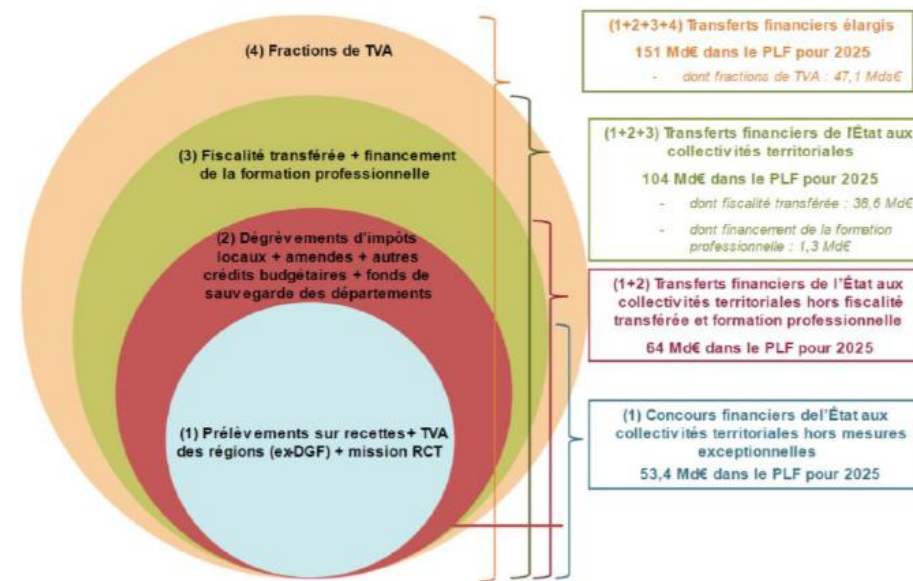 (4) Fractions de TVA
(3) Fiscalité transférée + financement
de la formation professionnelle
(2) Dégrèvements d'impôts
locaux + amendes + autres
crédits budgétaires + fonds de
sauvegarde des départements
(1) Prélèvements sur recettes+ TVA
des régions (ex-DGF) + mission RCT
(1+2+3+4) Transferts financiers élargis
151 Md€ dans le PLF pour 2025
- dont fractions de TVA : 47,1 Mds€
(1+2+3) Transferts financiers de l'État aux
collectivités territoriales
104 Md€ dans le PLF pour 2025
- dont fiscalité transférée : 38,6 Md€
- dont financement de la formation
professionnelle : 1,3 Md€
(1+2) Transferts financiers de l'État aux
collectivités territoriales hors fiscalité
transférée et formation professionnelle
64 Md€ dans le PLF pour 2025
(1) Concours financiers del'État aux
collectivités territoriales hors mesures
exceptionnelles
53,4 Md€ dans le PLF pour 2025